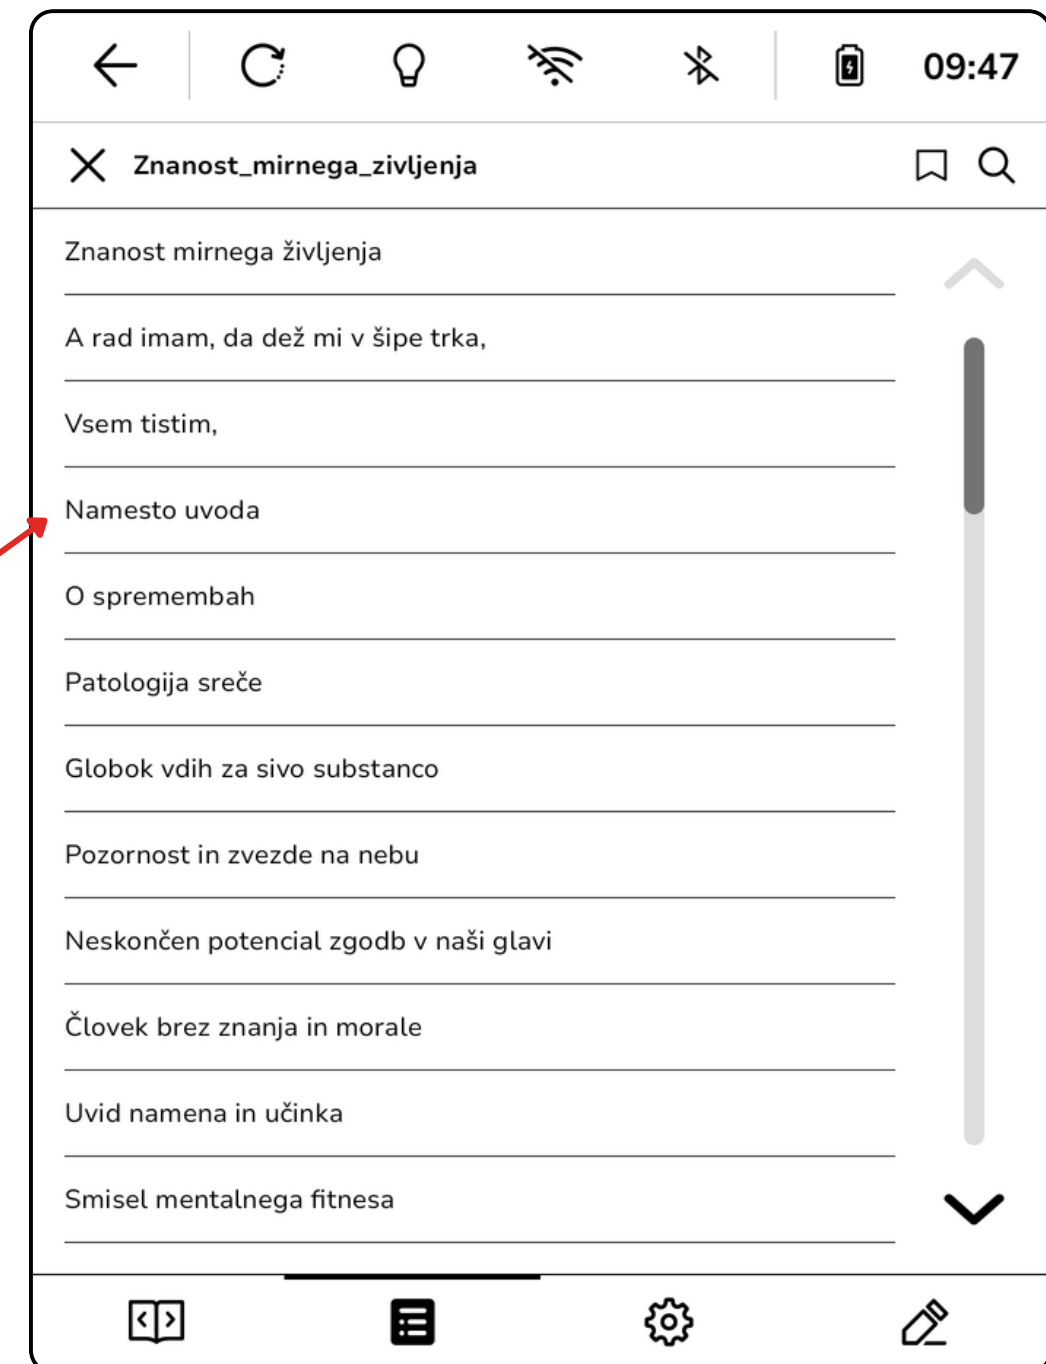 09:47
Znanost_mirnega_zivljenja
Znanost mirnega življenja
A rad imam, da dež mi v šipe trka,
Vsem tistim,
Namesto uvoda
O spremembah
Patologija sreče
Globok vdih za sivo substanco
Pozornost in zvezde na nebu
Neskončen potencial zgodb v naši glavi
Človek brez znanja in morale
Uvid namena in učinka
Smisel mentalnega fitnesa